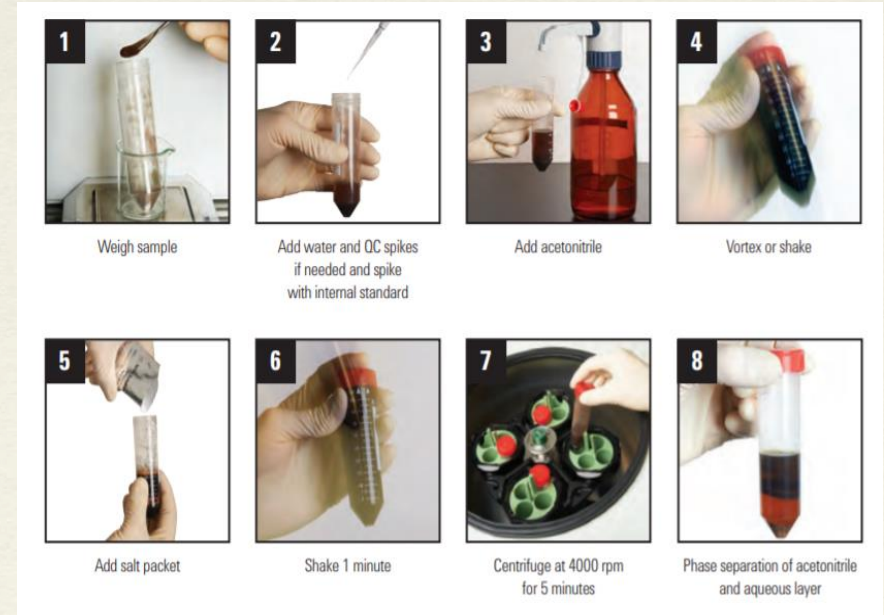 1
2
3
4
Weigh sample
Add water and QC spikes
if needed and spike
with internal standard
Add acetonitrile
Vortex or shake
5
6
7
8
Add salt packet
Shake 1 minute
Centrifuge at 4000 rpm
for 5 minutes
Phase separation of acetonitrile
and aqueous layer